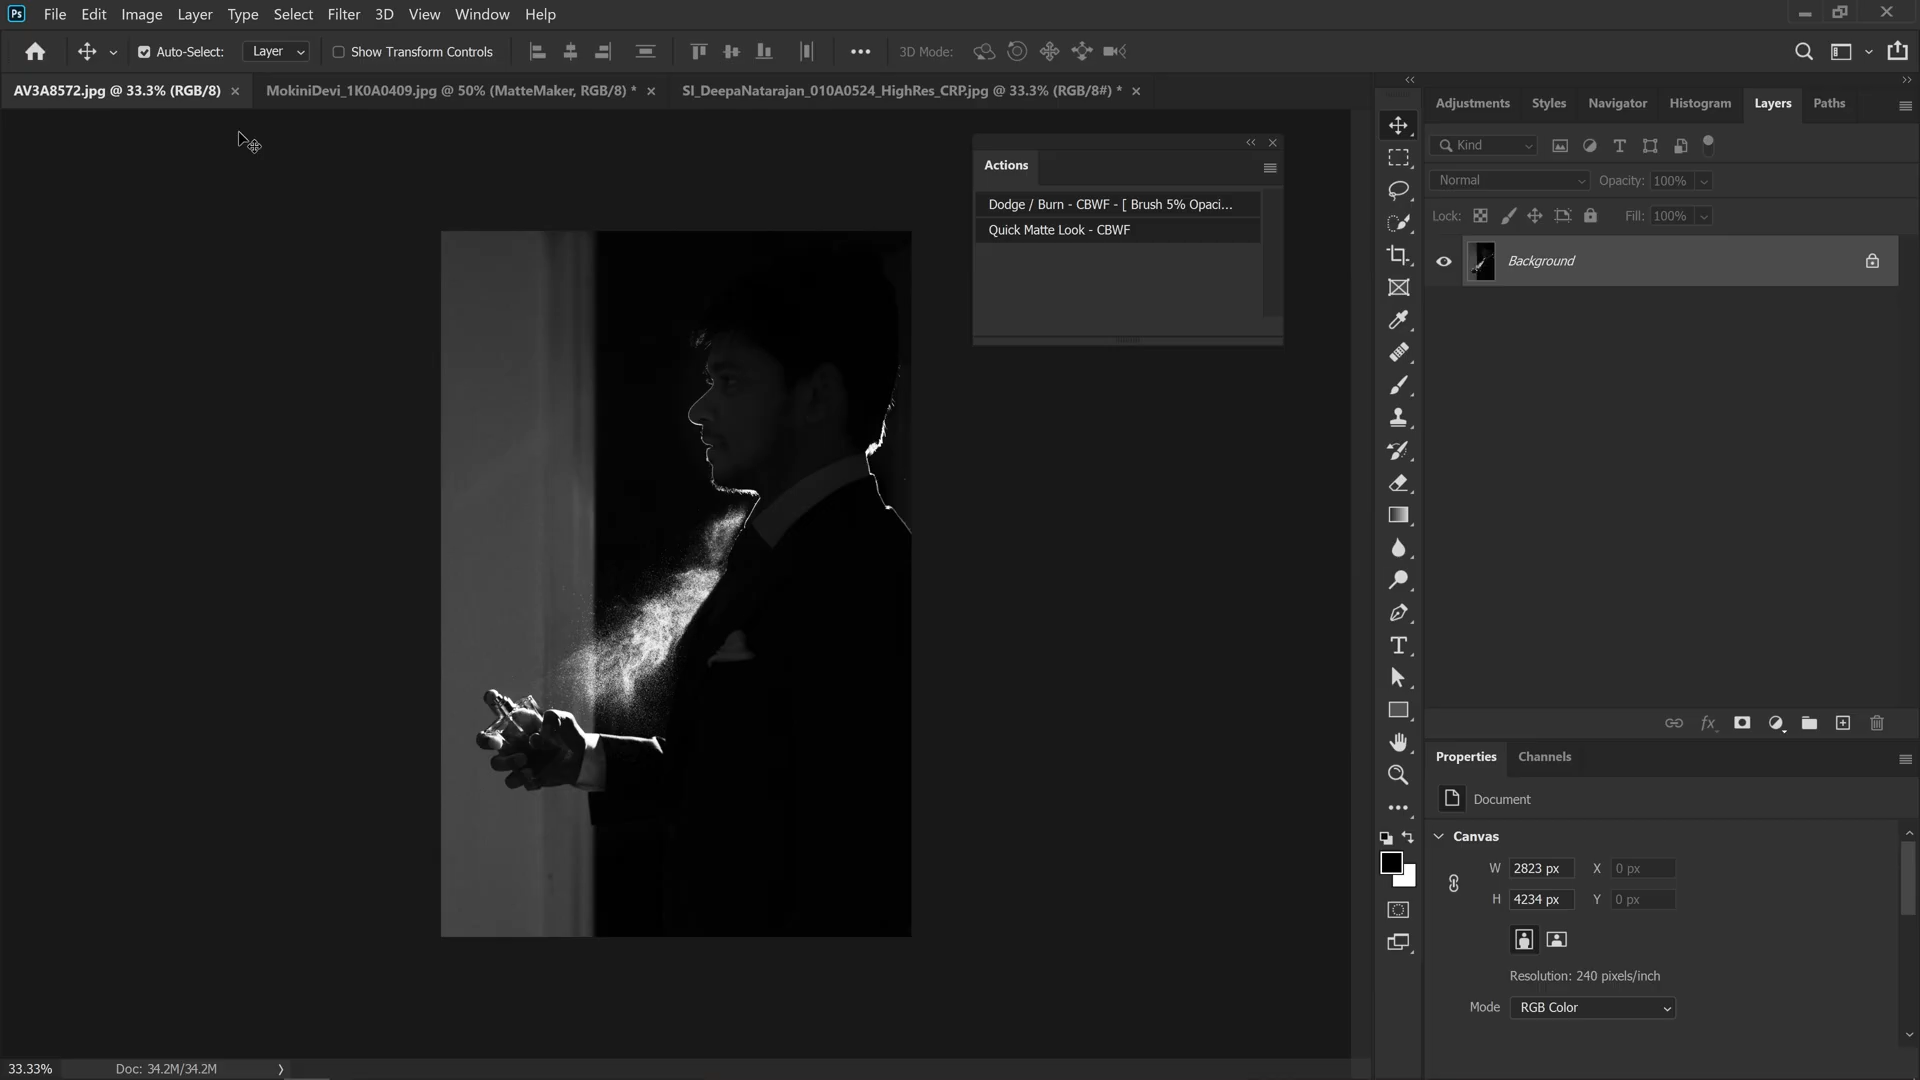 Ps File Edit Image Layer Type Select Filter 3D View Window Help
Auto-Select: Layer Show Transform Controls 3D Mode:
AV3A8572.jpg @ 33.3% (RGB/8) MokiniDevi_1K0A0409.jpg @ 50% (MatteMaker, RGB/8) * SI_DeepaNatarajan_010A0524_HighRes_CRP.jpg @ 33.3% (RGB/8#) *
Actions
Dodge / Burn - CBWF - [ Brush 5% Opaci...
Quick Matte Look - CBWF
Adjustments Styles Navigator Histogram Layers Paths
Kind
Normal Opacity: 100%
Lock: Fill: 100%
Background
fx
Properties Channels
Document
Canvas
W 2823 px X 0 px
H 4234 px Y 0 px
Resolution: 240 pixels/inch
Mode RGB Color
33.33% Doc: 34.2M/34.2M